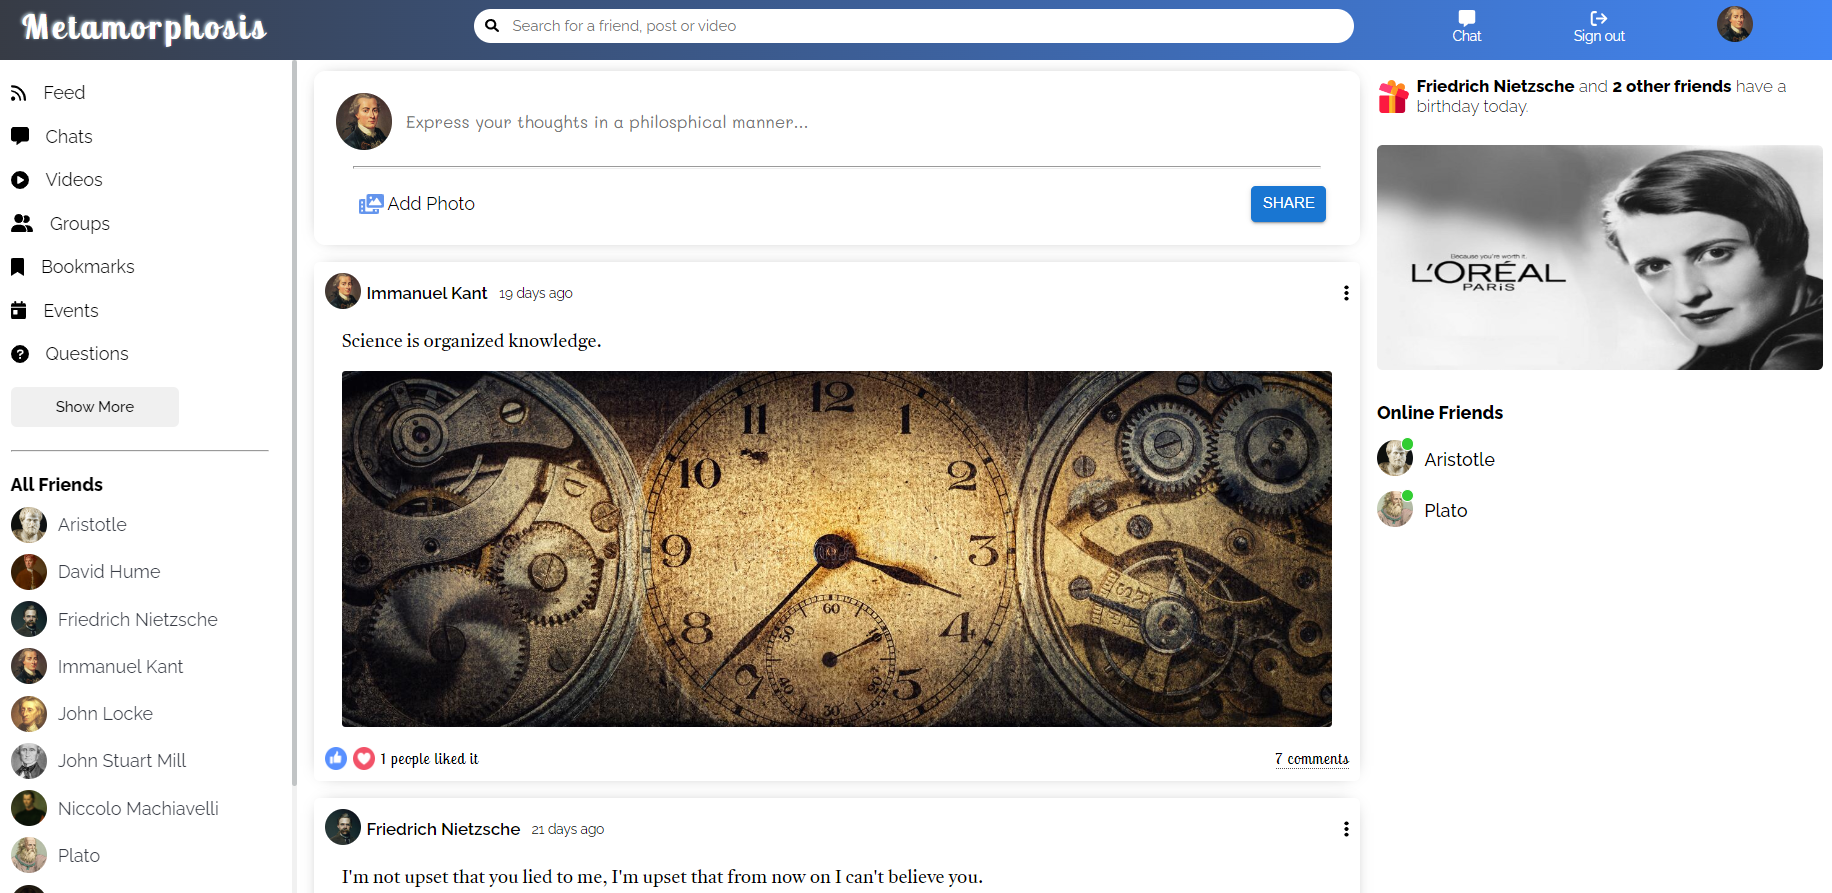 Metamorphosis
Search for a friend, post or video
Chat
Sign out
Feed
Chats
Videos
Groups
Bookmarks
Events
Questions
Show More
All Friends
Aristotle
David Hume
Friedrich Nietzsche
Immanuel Kant
John Locke
John Stuart Mill
Niccolo Machiavelli
Plato
Express your thoughts in a philosphical manner...
Add Photo
SHARE
Immanuel Kant 19 days ago
Science is organized knowledge.
12
11 1
10 2
9 3
8 4
7 5
60
50
40
30
1 people liked it
7 comments
Friedrich Nietzsche 21 days ago
I'm not upset that you lied to me, I'm upset that from now on I can't believe you.
Friedrich Nietzsche and 2 other friends have a
birthday today.
Because you're worth it.
L'ORÉAL
PARIS
Online Friends
Aristotle
Plato